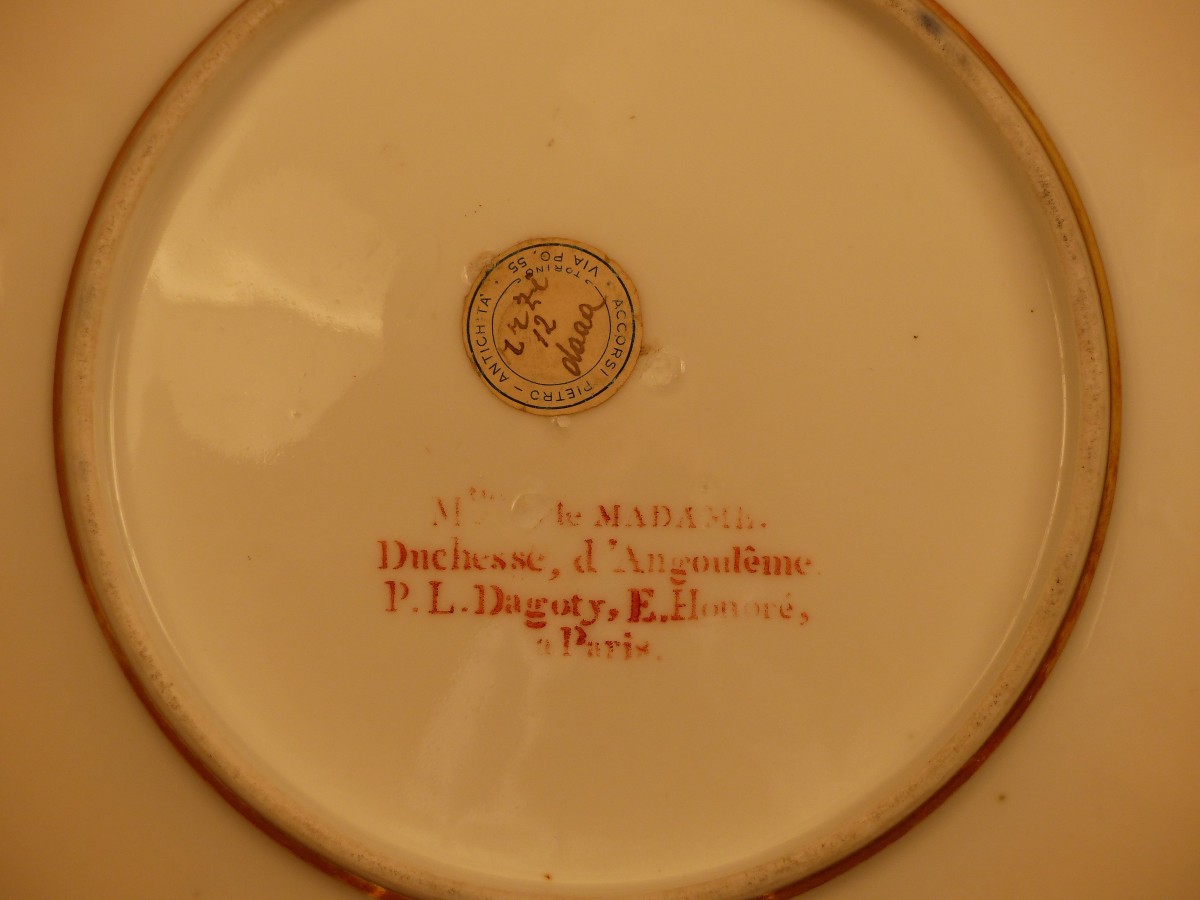 ACCORSI PIETRO - ANTICHITA' · VIA PO, 55 ·
TORINO
12
le MADAME.
Duchesse, d'Angoulême
P.L.Dagoty, E.Honoré,
a Paris.